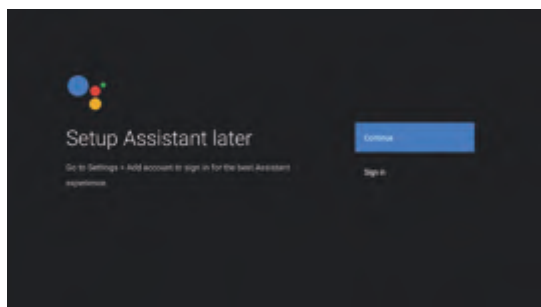 Setup Assistant later
Continue
Go to Settings > Add account to sign in for the best Assistant
experience.
Sign in